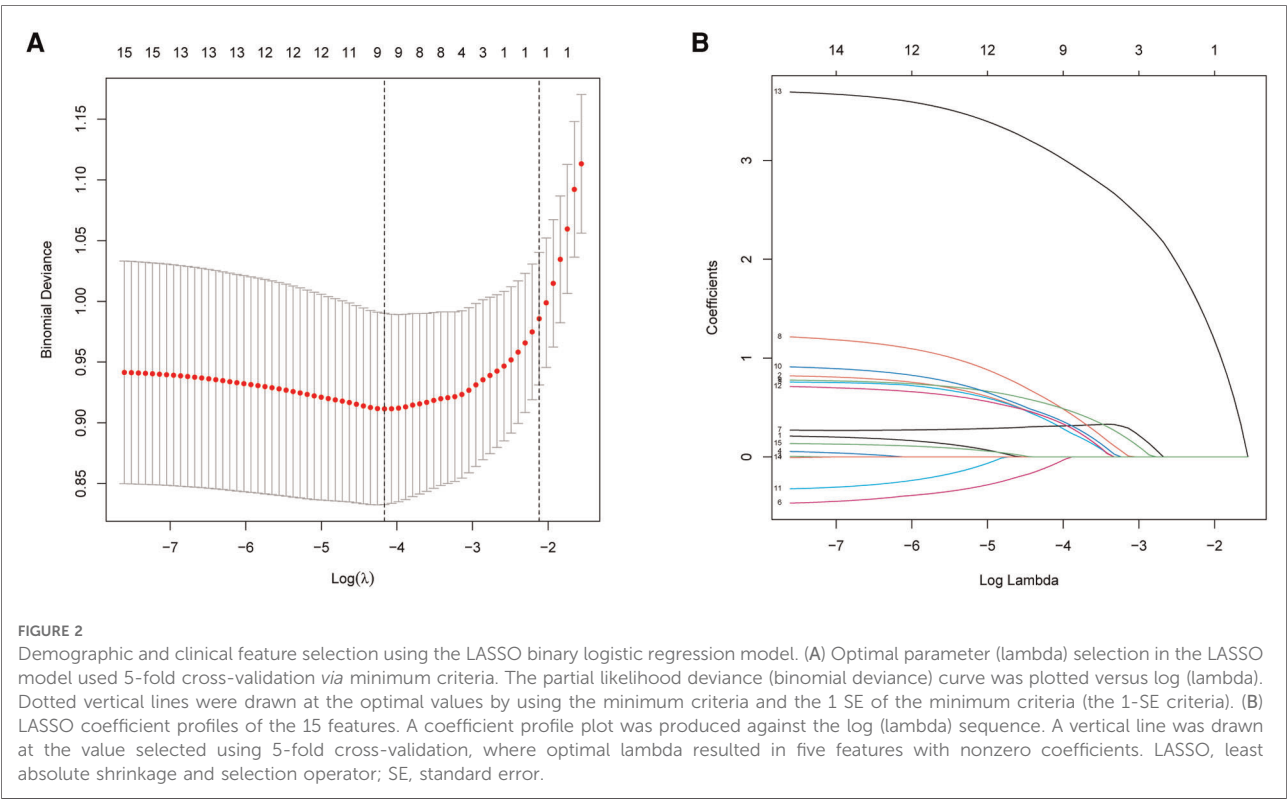 A
15 15 13 13 13 12 12 12 11 9 9 8 8 4 3 1 1 1 1
Binomial Deviance
1.15
1.10
1.05
1.00
0.95
0.90
0.85
−7 −6 −5 −4 −3 −2
Log(λ)
B
14 12 12 9 3 1
Coefficients
3
2
1
0
13
8
10
2
12
7
1
15
4
14
11
6
−7 −6 −5 −4 −3 −2
Log Lambda
FIGURE 2
Demographic and clinical feature selection using the LASSO binary logistic regression model. (A) Optimal parameter (lambda) selection in the LASSO
model used 5-fold cross-validation via minimum criteria. The partial likelihood deviance (binomial deviance) curve was plotted versus log (lambda).
Dotted vertical lines were drawn at the optimal values by using the minimum criteria and the 1 SE of the minimum criteria (the 1-SE criteria). (B)
LASSO coefficient profiles of the 15 features. A coefficient profile plot was produced against the log (lambda) sequence. A vertical line was drawn
at the value selected using 5-fold cross-validation, where optimal lambda resulted in five features with nonzero coefficients. LASSO, least
absolute shrinkage and selection operator; SE, standard error.